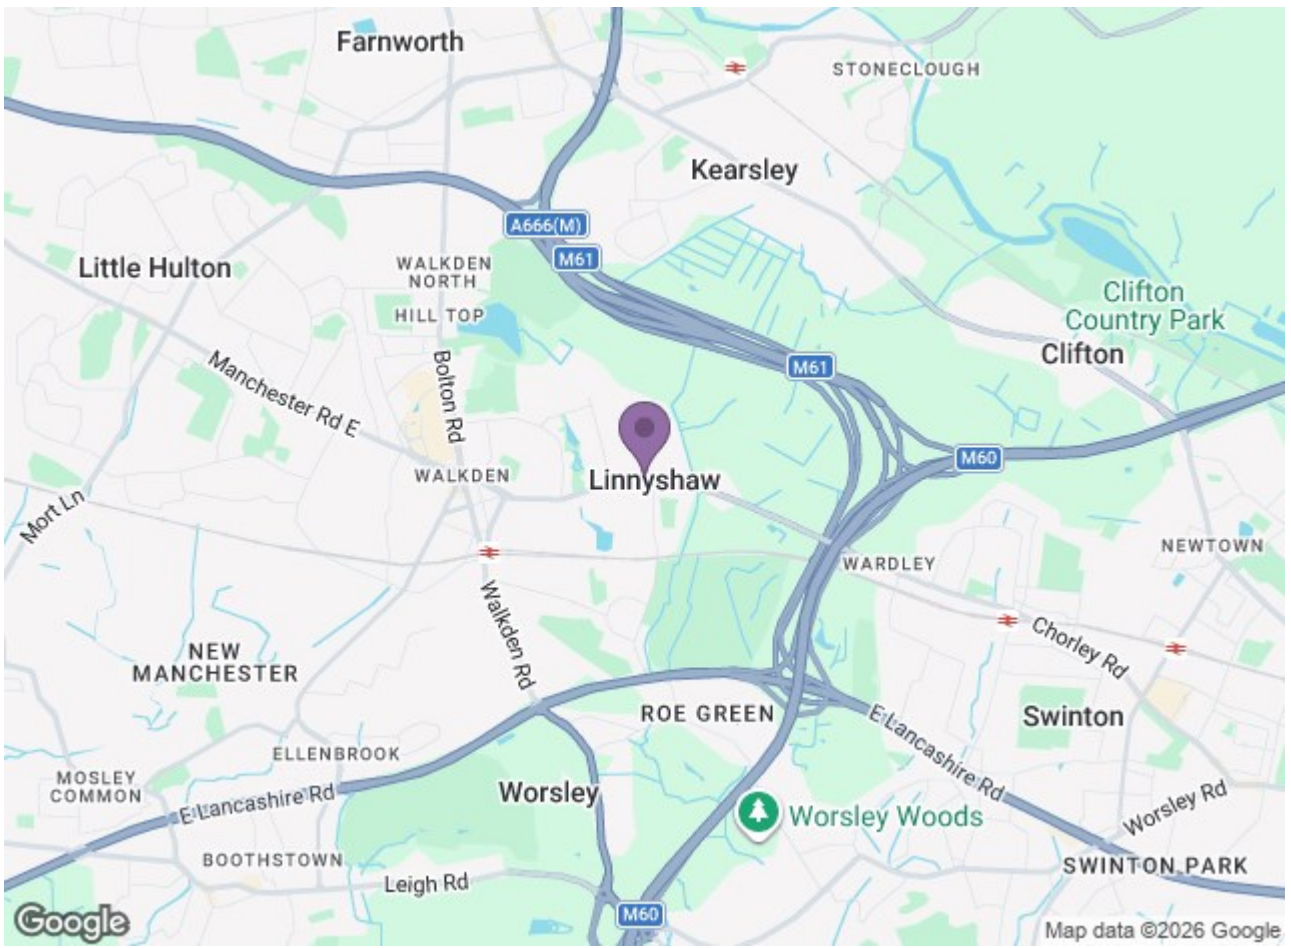 Farnworth
STONECLOUGH
Kearsley
A666(M)
M61
Little Hulton
WALKDEN
NORTH
HILL TOP
Clifton
Country Park
Clifton
M61
Manchester Rd E
Bolton Rd
M60
WALKDEN
Linnyshaw
Mort Ln
NEWTOWN
WARDLEY
Walkden Rd
Chorley Rd
NEW
MANCHESTER
ROE GREEN
E Lancashire Rd
Swinton
ELLENBROOK
MOSLEY
COMMON
Worsley
E Lancashire Rd
Worsley Woods
Worsley Rd
BOOTHSTOWN
Leigh Rd
SWINTON PARK
M60
Google
Map data ©2026 Google